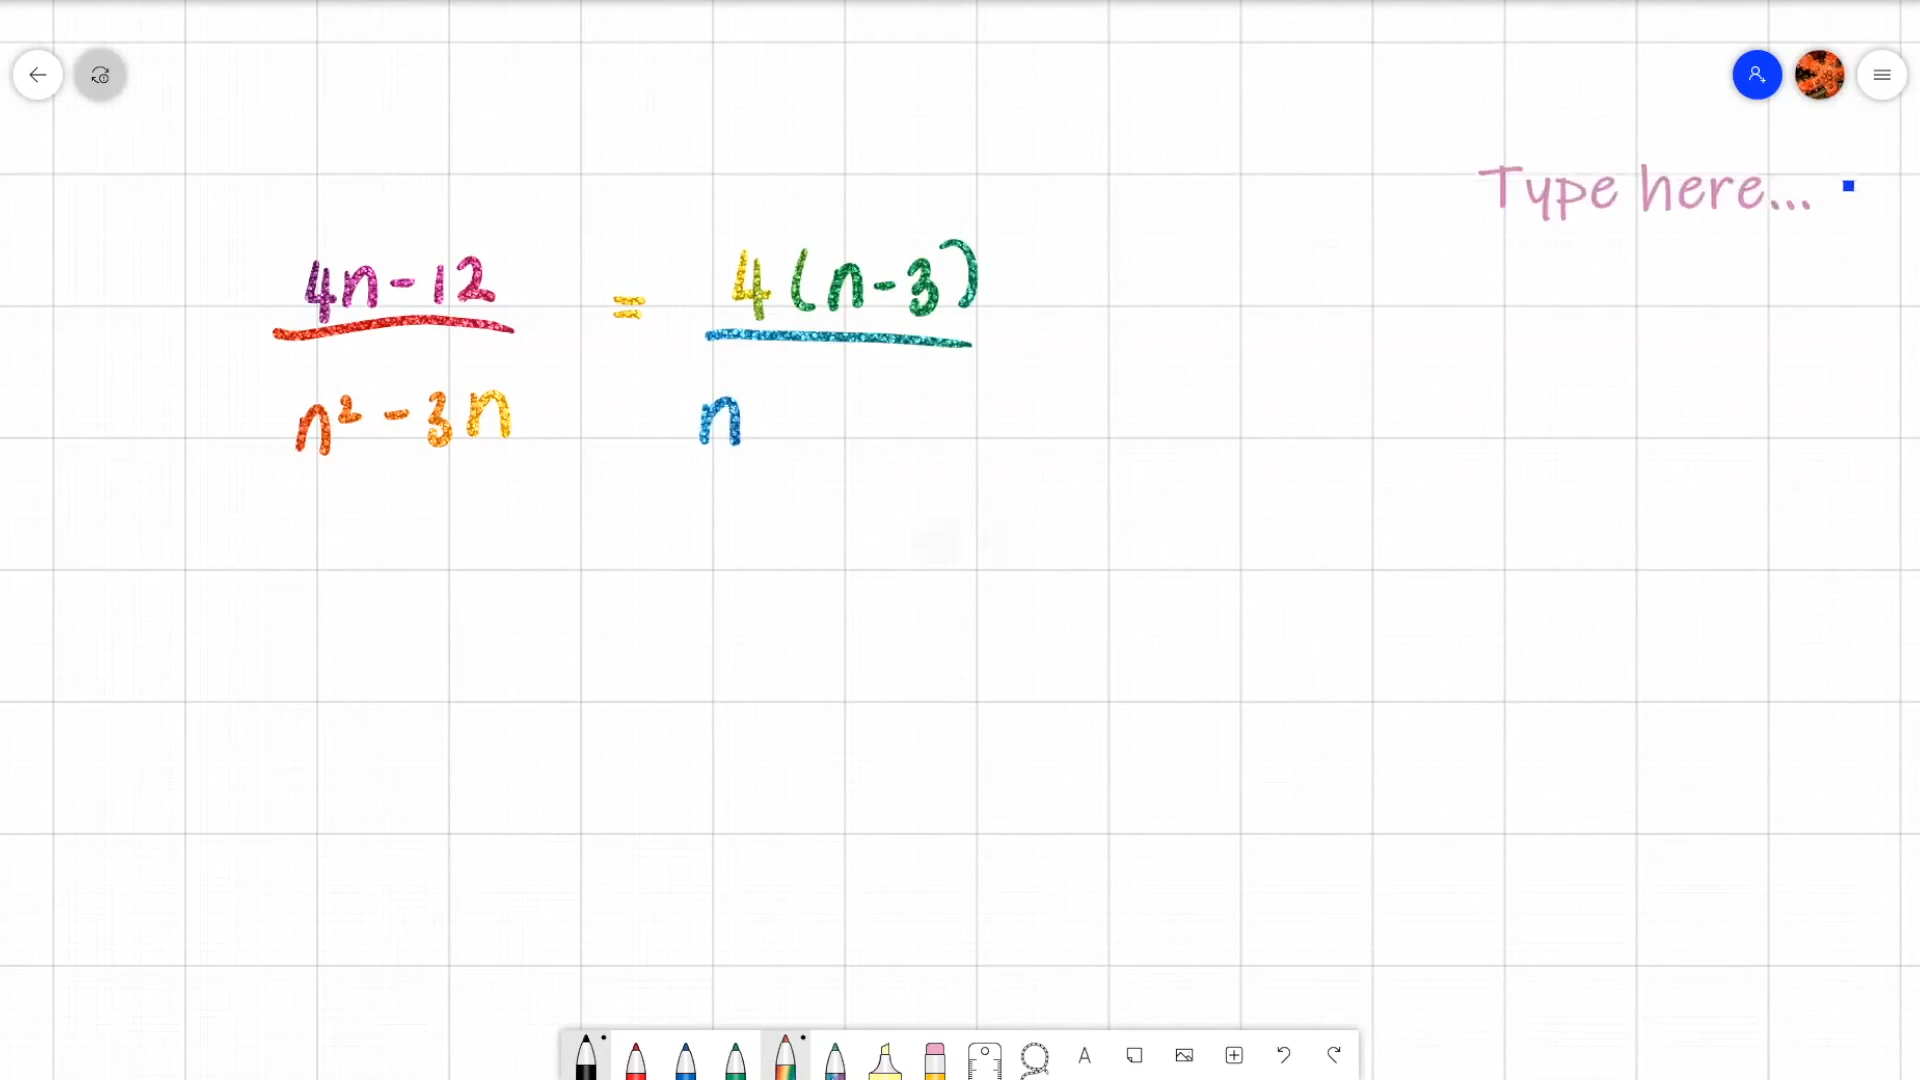 Type here...
4n-12 = 4(n-3)
n²-3n n
A